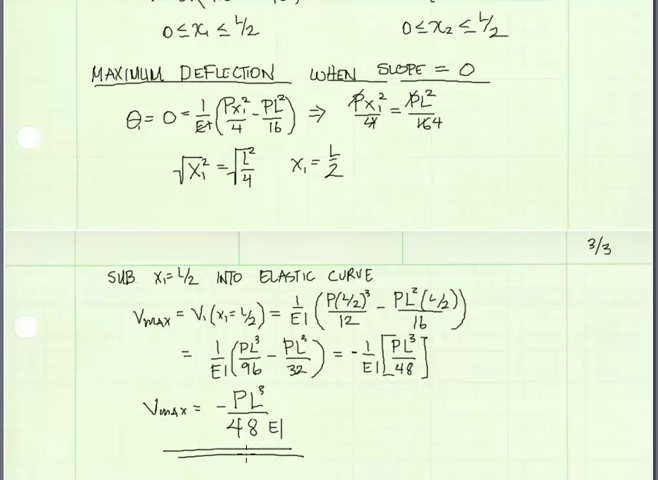 0 ≤ x₁ ≤ L/2 0 ≤ x₂ ≤ L/2
MAXIMUM DEFLECTION WHEN SLOPE = 0
θ₁ = 0 = 1/EI (Px₁²/4 - PL²/16) ⇒ Px₁²/4 = PL²/16 4
√x₁² = √L²/4 x₁ = L/2
3/3
SUB x₁ = L/2 INTO ELASTIC CURVE
VMAX = V₁ (x₁ = L/2) = 1/EI (P(L/2)³/12 - PL²(L/2)/16)
= 1/EI (PL³/96 - PL³/32) = - 1/EI [PL³/48]
VMAX = - PL³/48 EI